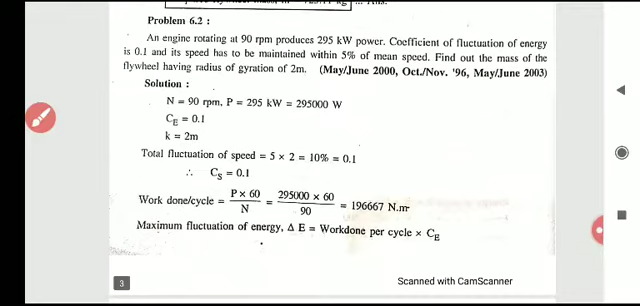 Problem 6.2 :
An engine rotating at 90 rpm produces 295 kW power. Coefficient of fluctuation of energy
is 0.1 and its speed has to be maintained within 5% of mean speed. Find out the mass of the
flywheel having radius of gyration of 2m. (May/June 2000, Oct./Nov. '96, May/June 2003)
Solution :
N = 90 rpm, P = 295 kW = 295000 W
C_E = 0.1
k = 2m
Total fluctuation of speed = 5 × 2 = 10% = 0.1
∴ C_S = 0.1
Work done/cycle = P × 60 / N = 295000 × 60 / 90 = 196667 N.m
Maximum fluctuation of energy, Δ E = Workdone per cycle × C_E
3
Scanned with CamScanner